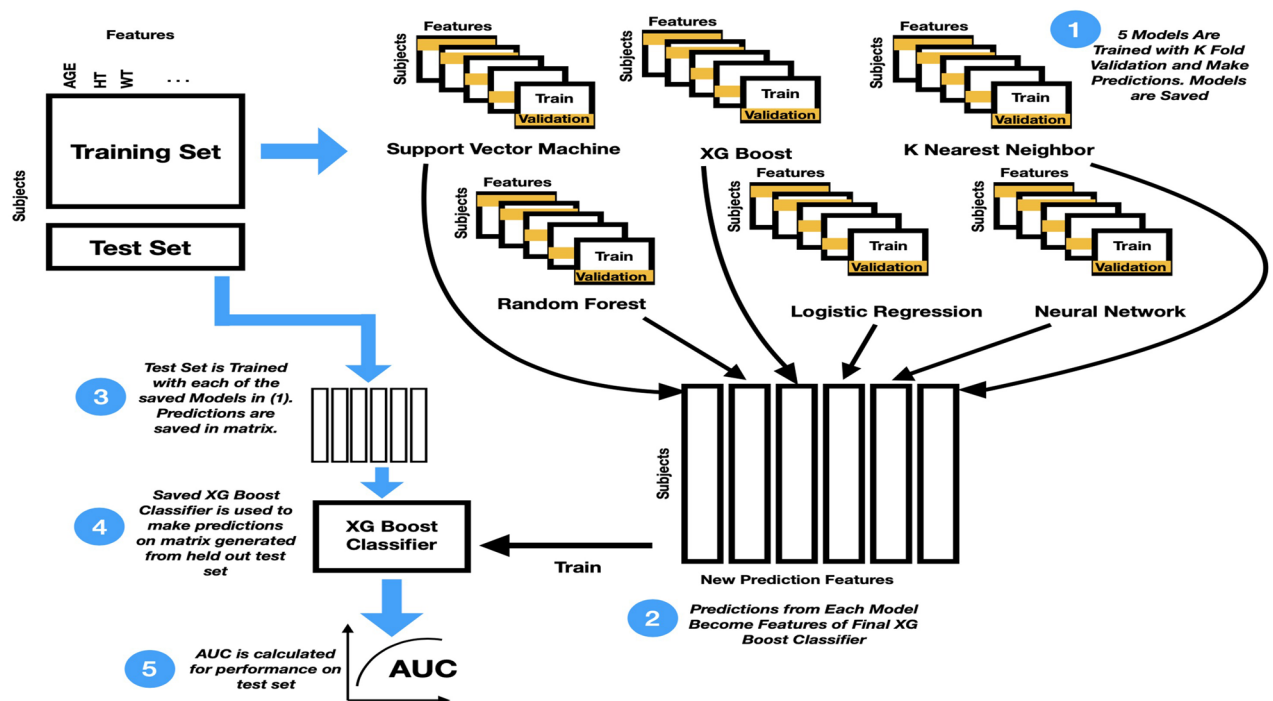 Features
AGE
HT
WT
. . .
Subjects
Training Set
Test Set
Features
Subjects
Train
Validation
Support Vector Machine
Features
Subjects
Train
Validation
XG Boost
Features
Subjects
Train
Validation
K Nearest Neighbor
1
5 Models Are
Trained with K Fold
Validation and Make
Predictions. Models
are Saved
Features
Subjects
Train
Validation
Random Forest
Features
Subjects
Train
Validation
Logistic Regression
Features
Subjects
Train
Validation
Neural Network
Subjects
New Prediction Features
2
Predictions from Each Model
Become Features of Final XG
Boost Classifier
Train
3
Test Set is Trained
with each of the
saved Models in (1).
Predictions are
saved in matrix.
4
Saved XG Boost
Classifier is used to
make predictions
on matrix generated
from held out test
set
XG Boost
Classifier
5
AUC is calculated
for performance on
test set
AUC